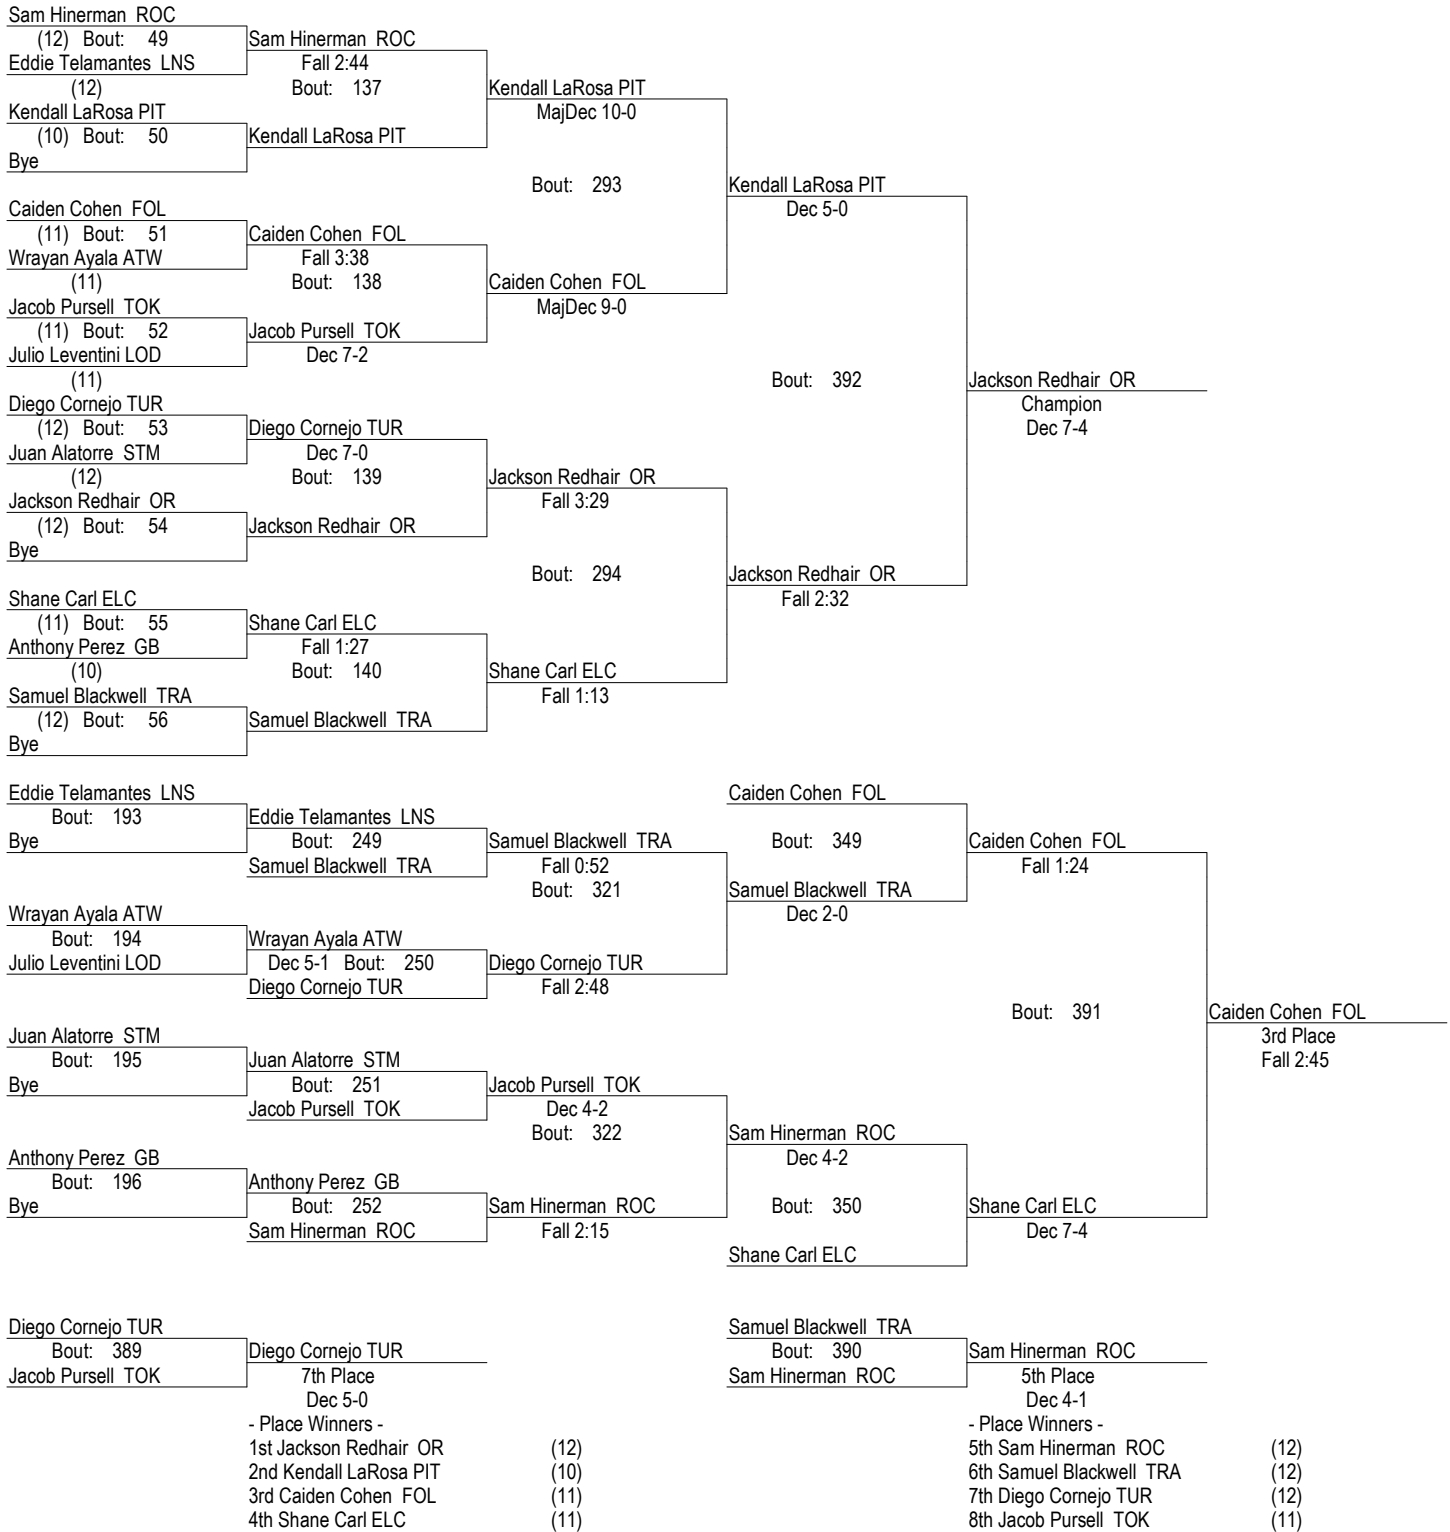 Sam Hinerman ROC
(12) Bout: 49 Sam Hinerman ROC
Eddie Telamantes LNS Fall 2:44
(12) Bout: 137 Kendall LaRosa PIT
Kendall LaRosa PIT MajDec 10-0
(10) Bout: 50 Kendall LaRosa PIT
Bye
Bout: 293 Kendall LaRosa PIT
Caiden Cohen FOL Dec 5-0
(11) Bout: 51 Caiden Cohen FOL
Wrayan Ayala ATW Fall 3:38
(11) Bout: 138 Caiden Cohen FOL
Jacob Pursell TOK MajDec 9-0
(11) Bout: 52 Jacob Pursell TOK
Julio Leventini LOD Dec 7-2
(11) Bout: 392 Jackson Redhair OR
Diego Cornejo TUR Champion
(12) Bout: 53 Diego Cornejo TUR Dec 7-4
Juan Alatorre STM Dec 7-0
(12) Bout: 139 Jackson Redhair OR
Jackson Redhair OR Fall 3:29
(12) Bout: 54 Jackson Redhair OR
Bye
Bout: 294 Jackson Redhair OR
Shane Carl ELC Fall 2:32
(11) Bout: 55 Shane Carl ELC
Anthony Perez GB Fall 1:27
(10) Bout: 140 Shane Carl ELC
Samuel Blackwell TRA Fall 1:13
(12) Bout: 56 Samuel Blackwell TRA
Bye
Eddie Telamantes LNS Caiden Cohen FOL
Bout: 193 Eddie Telamantes LNS
Bye Bout: 249 Samuel Blackwell TRA Bout: 349 Caiden Cohen FOL
Samuel Blackwell TRA Fall 0:52 Fall 1:24
Bout: 321 Samuel Blackwell TRA
Wrayan Ayala ATW Dec 2-0
Bout: 194 Wrayan Ayala ATW
Julio Leventini LOD Dec 5-1 Bout: 250 Diego Cornejo TUR
Diego Cornejo TUR Fall 2:48
Bout: 391 Caiden Cohen FOL
Juan Alatorre STM 3rd Place
Bout: 195 Juan Alatorre STM Fall 2:45
Bye Bout: 251 Jacob Pursell TOK
Jacob Pursell TOK Dec 4-2
Bout: 322 Sam Hinerman ROC
Anthony Perez GB Dec 4-2
Bout: 196 Anthony Perez GB
Bye Bout: 252 Sam Hinerman ROC Bout: 350 Shane Carl ELC
Sam Hinerman ROC Fall 2:15 Dec 7-4
Shane Carl ELC
Diego Cornejo TUR Samuel Blackwell TRA
Bout: 389 Diego Cornejo TUR Bout: 390 Sam Hinerman ROC
Jacob Pursell TOK 7th Place Sam Hinerman ROC 5th Place
Dec 5-0 Dec 4-1
- Place Winners - - Place Winners -
1st Jackson Redhair OR (12) 5th Sam Hinerman ROC (12)
2nd Kendall LaRosa PIT (10) 6th Samuel Blackwell TRA (12)
3rd Caiden Cohen FOL (11) 7th Diego Cornejo TUR (12)
4th Shane Carl ELC (11) 8th Jacob Pursell TOK (11)